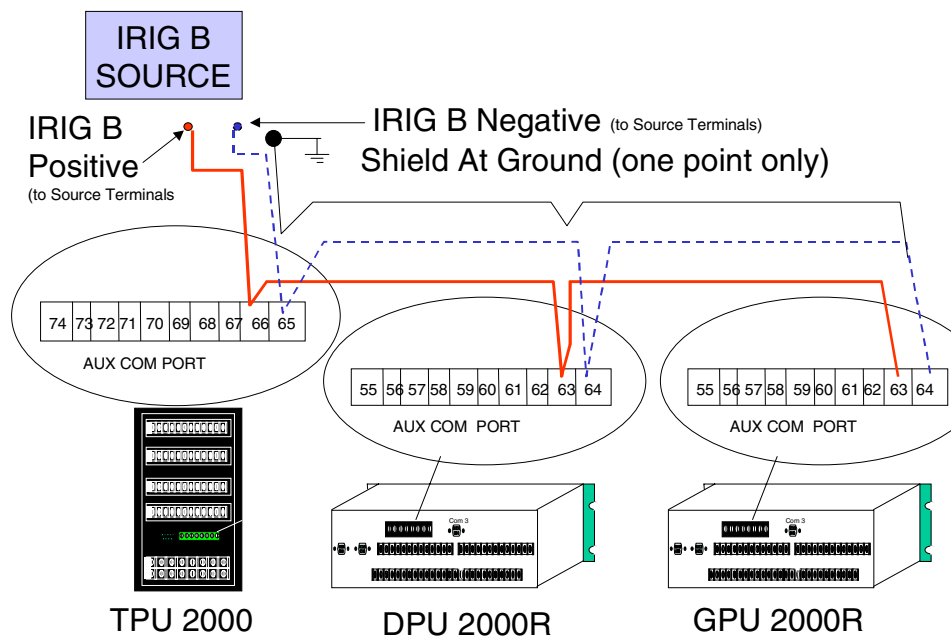 IRIG B
SOURCE
IRIG B
Positive
(to Source Terminals
IRIG B Negative (to Source Terminals)
Shield At Ground (one point only)
74 73 72 71 70 69 68 67 66 65
AUX COM PORT
55 56 57 58 59 60 61 62 63 64
AUX COM PORT
55 56 57 58 59 60 61 62 63 64
AUX COM PORT
Com 3
Com 3
TPU 2000
DPU 2000R
GPU 2000R